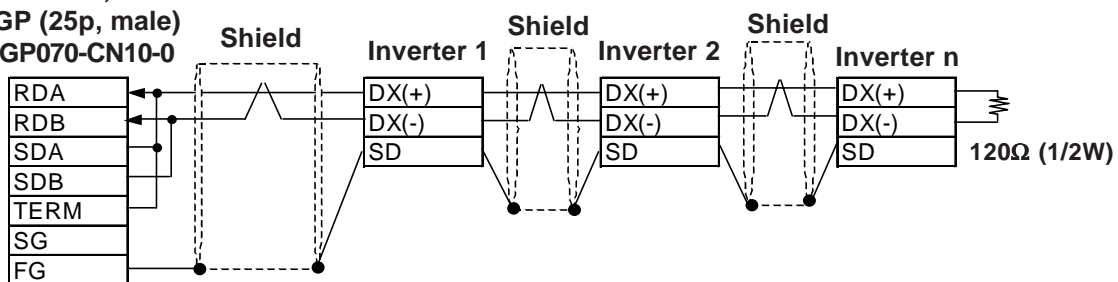 GP (25p, male)
GP070-CN10-0
Shield
Inverter 1
Shield
Inverter 2
Shield
Inverter n
RDA
RDB
SDA
SDB
TERM
SG
FG
DX(+)
DX(-)
SD
DX(+)
DX(-)
SD
DX(+)
DX(-)
SD
120Ω (1/2W)